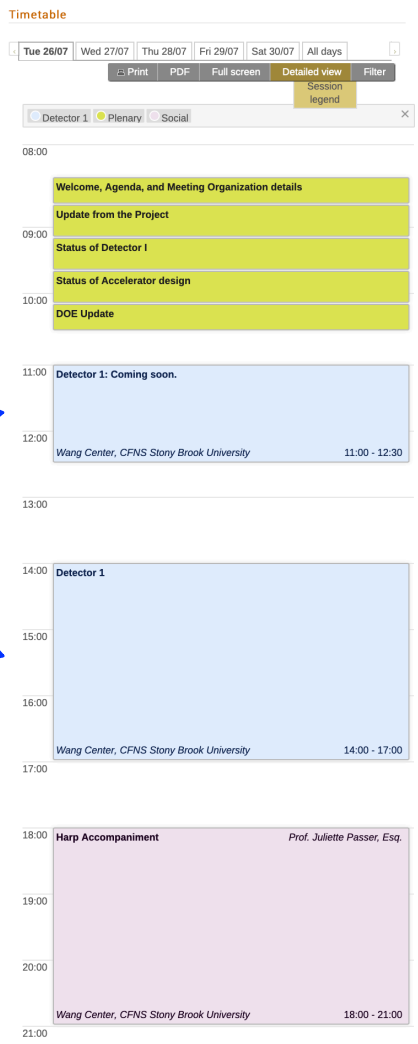 Timetable
Tue 26/07 Wed 27/07 Thu 28/07 Fri 29/07 Sat 30/07 All days
Print PDF Full screen Detailed view Filter
Session
legend
Detector 1 Plenary Social
08:00
Welcome, Agenda, and Meeting Organization details
Update from the Project
09:00
Status of Detector I
Status of Accelerator design
10:00
DOE Update
11:00 Detector 1: Coming soon.
12:00
Wang Center, CFNS Stony Brook University 11:00 - 12:30
13:00
14:00 Detector 1
15:00
16:00
Wang Center, CFNS Stony Brook University 14:00 - 17:00
17:00
18:00 Harp Accompaniment Prof. Juliette Passer, Esq.
19:00
20:00
Wang Center, CFNS Stony Brook University 18:00 - 21:00
21:00